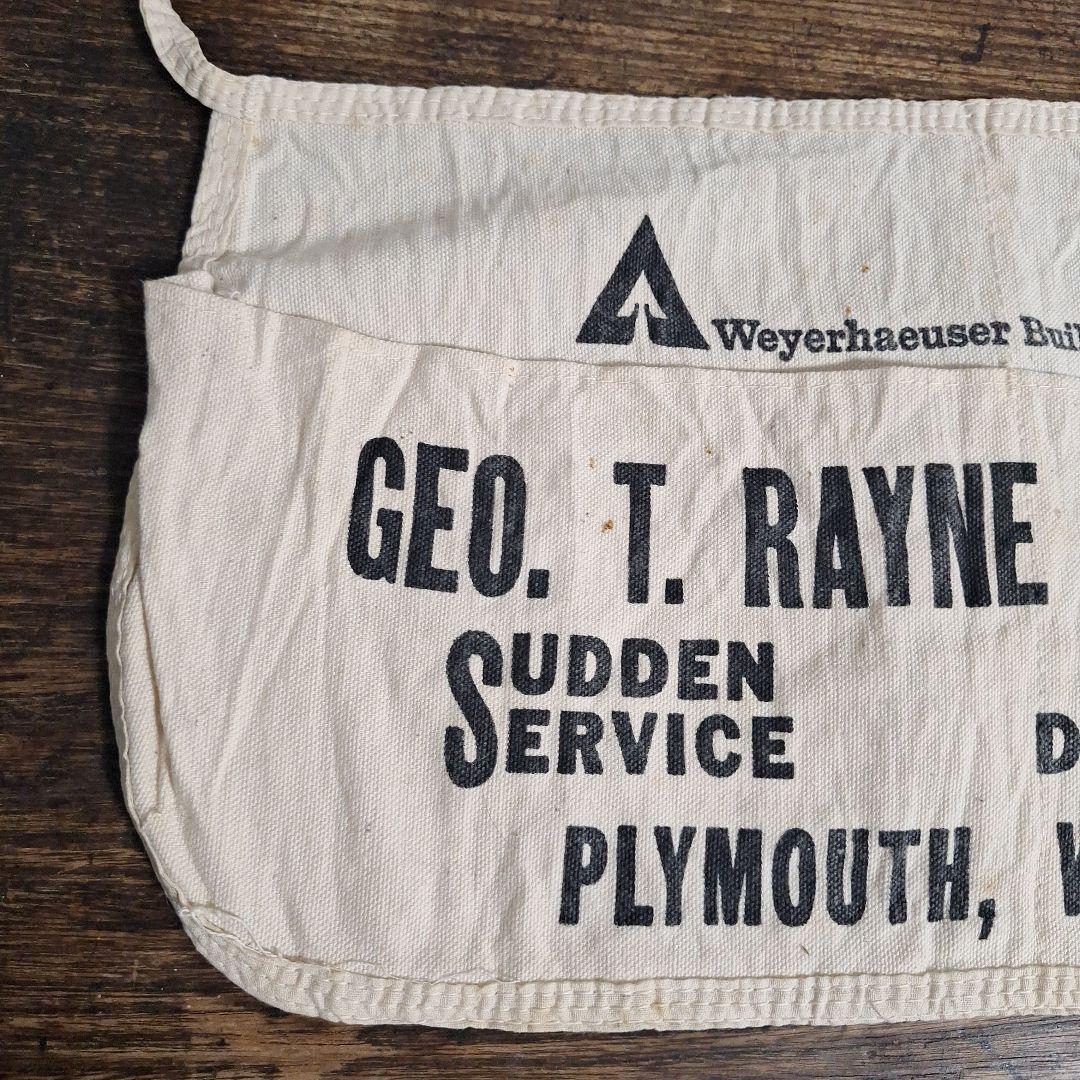 Weyerhaeuser Buil
GEO. T. RAYNE
SUDDEN
SERVICE D
PLYMOUTH, W